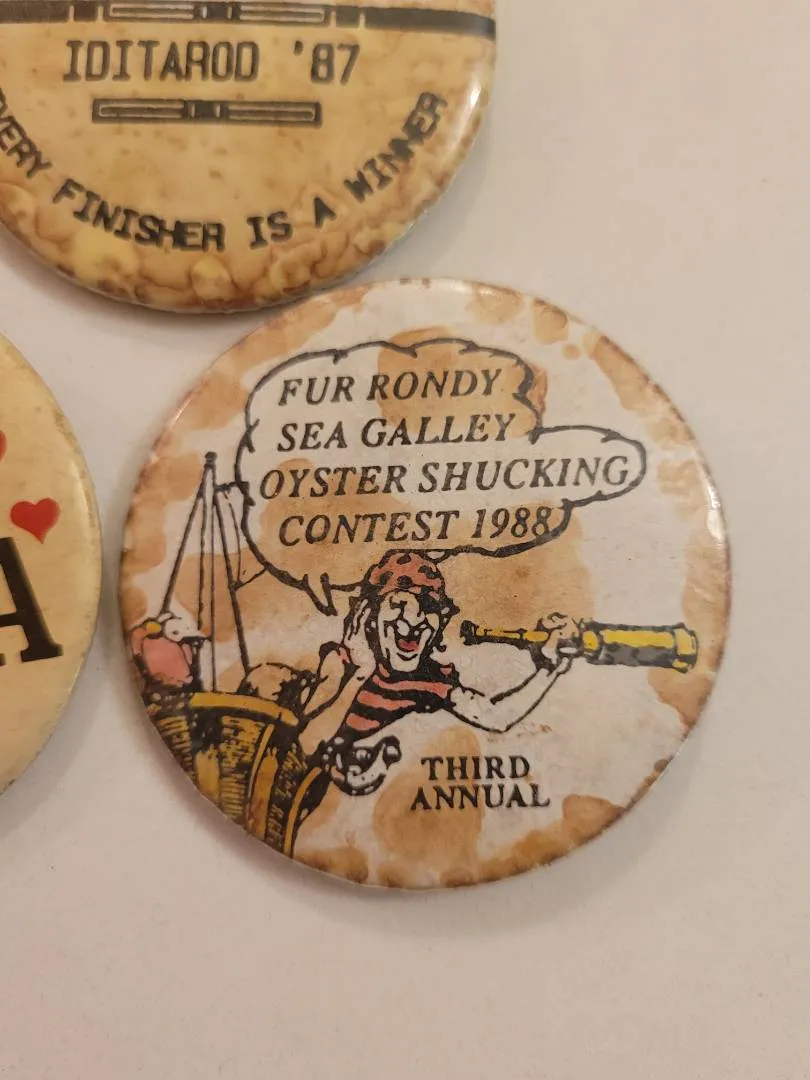 IDITAROD '87
EVERY FINISHER IS A WINNER
FUR RONDY
SEA GALLEY
OYSTER SHUCKING
CONTEST 1988
THIRD
ANNUAL
A